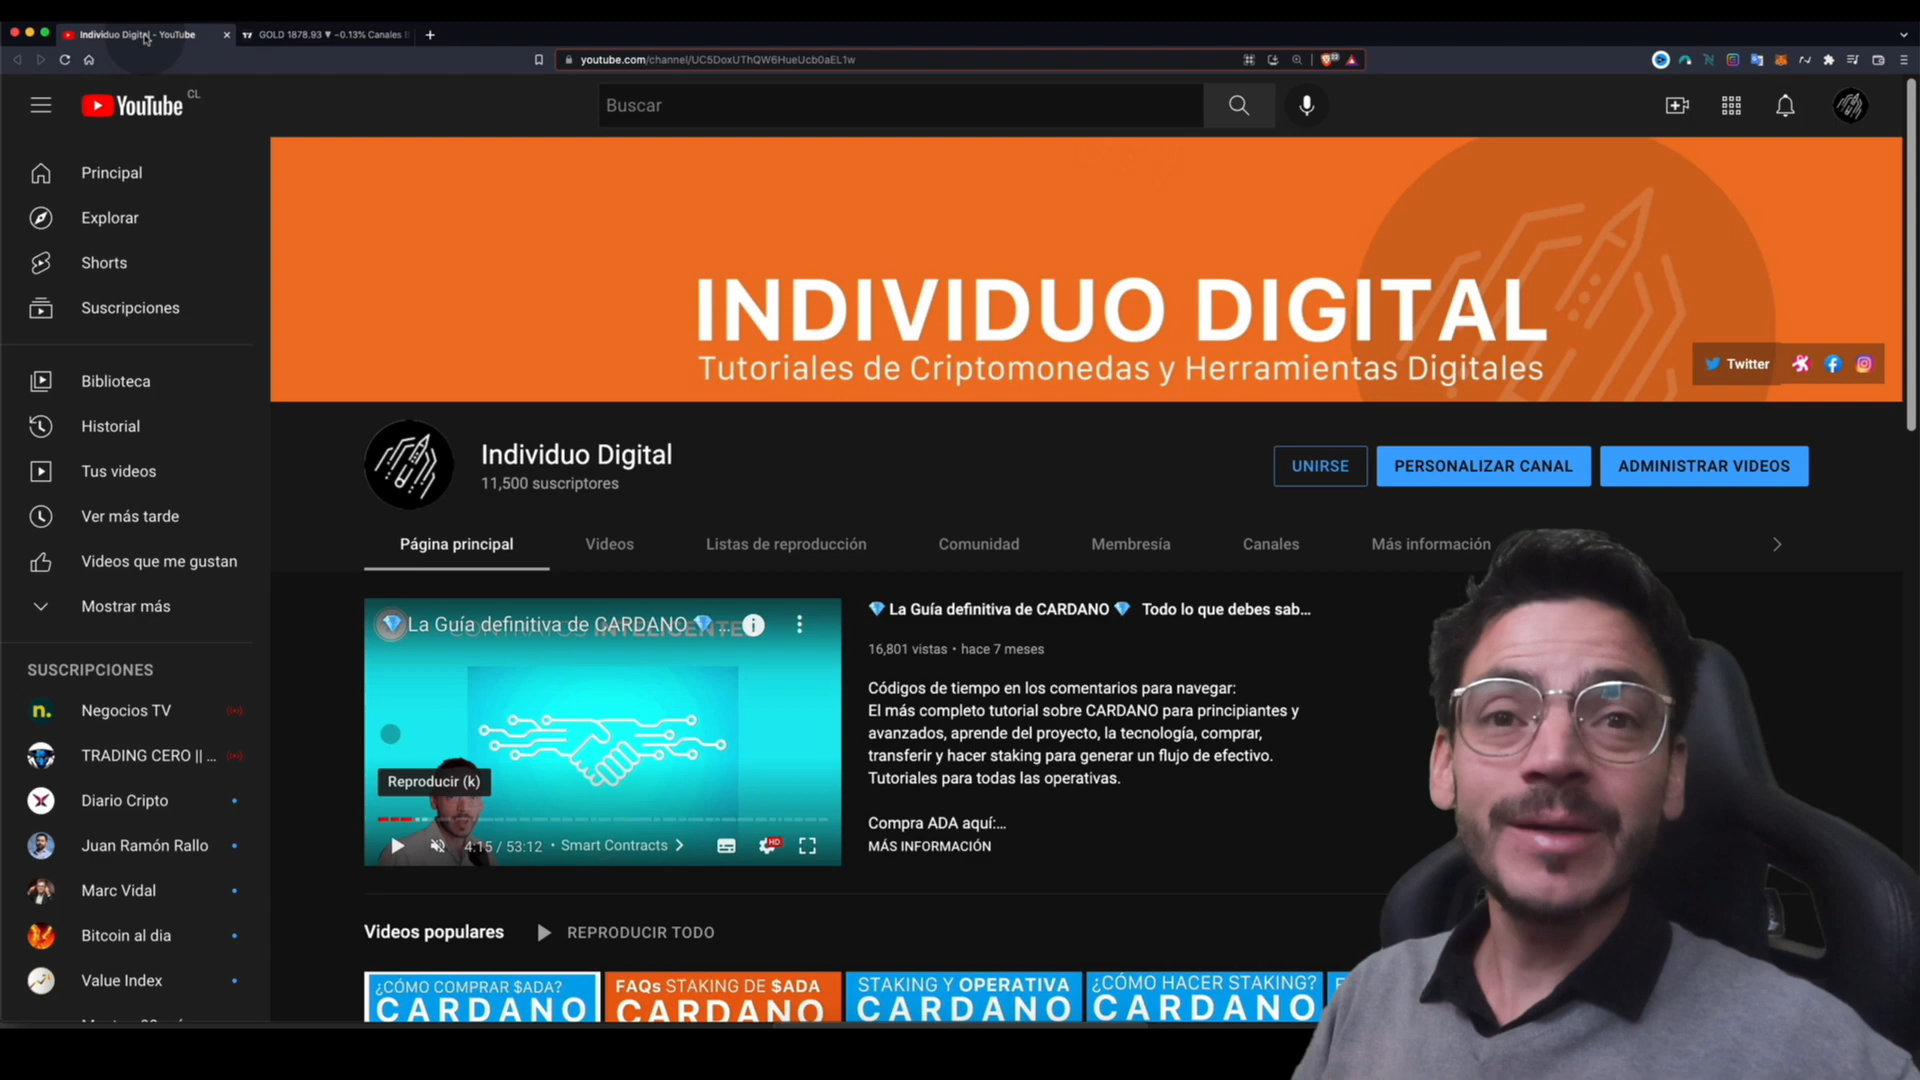 Individuo Digital - YouTube
GOLD 1878.93 ▼ −0.13% Canales
youtube.com/channel/UC5DoxUThQW6HueUcb0aEL1w
YouTube CL
Buscar
Principal
Explorar
Shorts
Suscripciones
Biblioteca
Historial
Tus videos
Ver más tarde
Videos que me gustan
Mostrar más
SUSCRIPCIONES
n.
Negocios TV
TRADING CERO || ...
Diario Cripto
Juan Ramón Rallo
Marc Vidal
Bitcoin al dia
Value Index
INDIVIDUO DIGITAL
Tutoriales de Criptomonedas y Herramientas Digitales
Twitter
Individuo Digital
11,500 suscriptores
UNIRSE
PERSONALIZAR CANAL
ADMINISTRAR VIDEOS
Página principal
Videos
Listas de reproducción
Comunidad
Membresía
Canales
Más información
💎La Guía definitiva de CARDANO💎 ...
Reproducir (k)
4:15 / 53:12 • Smart Contracts
HD
💎 La Guía definitiva de CARDANO 💎 Todo lo que debes sab...
16,801 vistas • hace 7 meses
Códigos de tiempo en los comentarios para navegar:
El más completo tutorial sobre CARDANO para principiantes y
avanzados, aprende del proyecto, la tecnología, comprar,
transferir y hacer staking para generar un flujo de efectivo.
Tutoriales para todas las operativas.
Compra ADA aquí:...
MÁS INFORMACIÓN
Videos populares
REPRODUCIR TODO
¿CÓMO COMPRAR $ADA?
CARDANO
FAQs STAKING DE $ADA
CARDANO
STAKING Y OPERATIVA
CARDANO
¿CÓMO HACER STAKING?
CARDANO